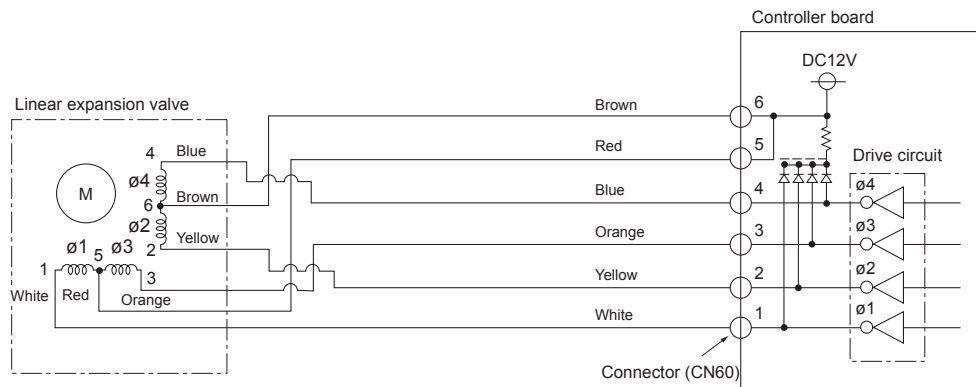 Controller board
DC12V
Linear expansion valve
Brown 6
Red 5
Drive circuit
4 Blue
ø4
M
Brown
6
ø2
Yellow
2
Blue 4 ø4
Orange 3 ø3
ø1 5 ø3
1
3
White Red Orange
Yellow 2 ø2
White 1 ø1
Connector (CN60)